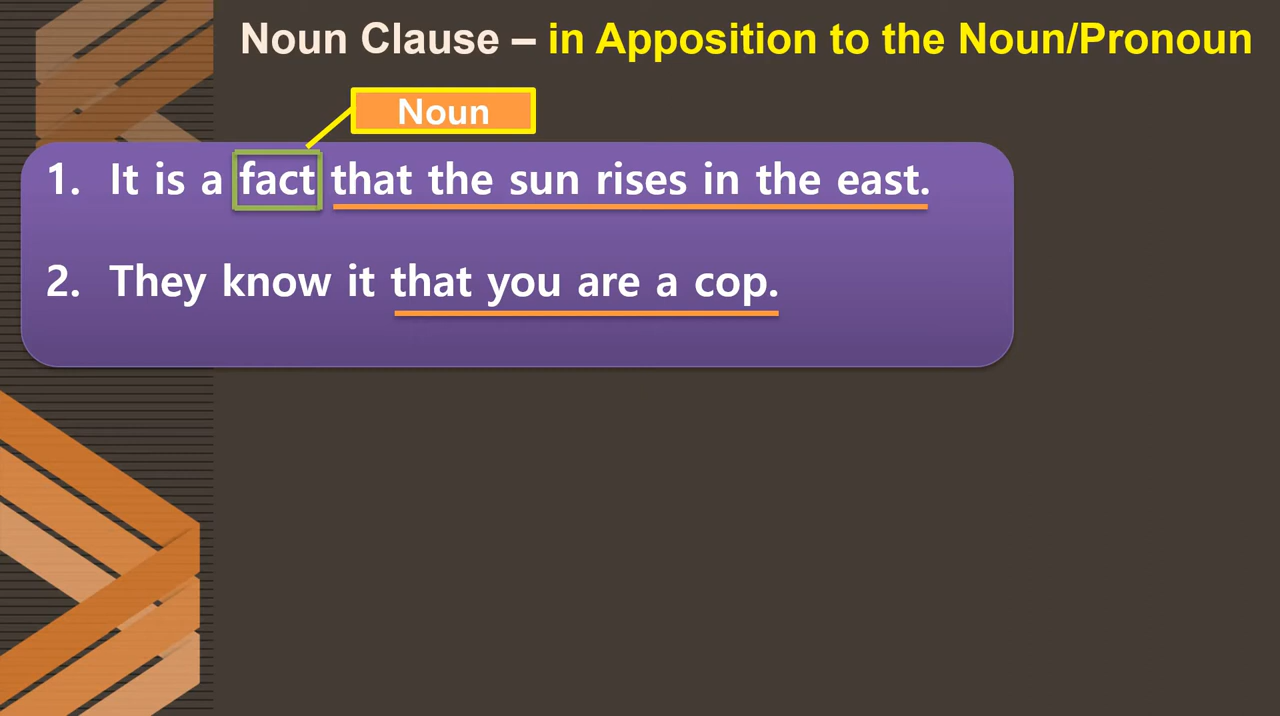 Noun Clause – in Apposition to the Noun/Pronoun
Noun
1. It is a fact that the sun rises in the east.
2. They know it that you are a cop.